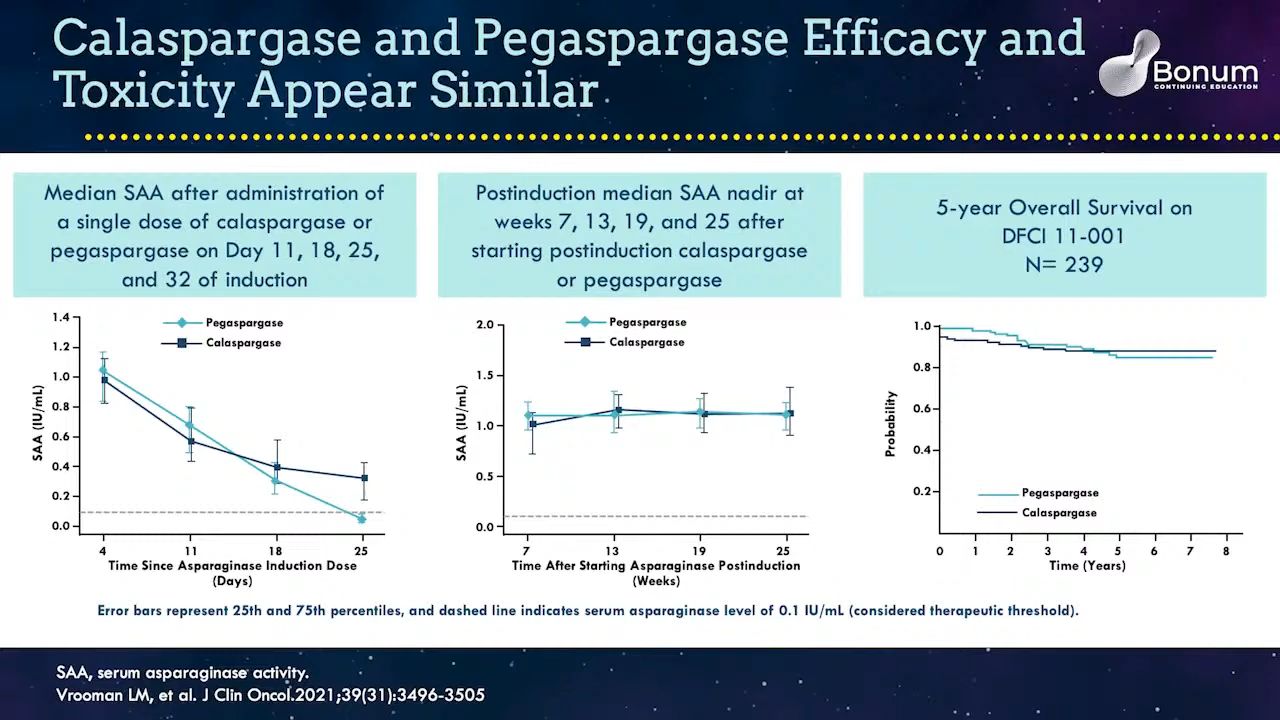 Calaspargase and Pegaspargase Efficacy and
Toxicity Appear Similar
Bonum
CONTINUING EDUCATION
Median SAA after administration of
a single dose of calaspargase or
pegaspargase on Day 11, 18, 25,
and 32 of induction
Postinduction median SAA nadir at
weeks 7, 13, 19, and 25 after
starting postinduction calaspargase
or pegaspargase
5-year Overall Survival on
DFCI 11-001
N= 239
SAA (IU/mL)
1.4
1.2
1.0
0.8
0.6
0.4
0.2
0.0
Pegaspargase
Calaspargase
4 11 18 25
Time Since Asparaginase Induction Dose
(Days)
SAA (IU/mL)
2.0
1.5
1.0
0.5
0.0
Pegaspargase
Calaspargase
7 13 19 25
Time After Starting Asparaginase Postinduction
(Weeks)
Probability
1.0
0.8
0.6
0.4
0.2
Pegaspargase
Calaspargase
0 1 2 3 4 5 6 7 8
Time (Years)
Error bars represent 25th and 75th percentiles, and dashed line indicates serum asparaginase level of 0.1 IU/mL (considered therapeutic threshold).
SAA, serum asparaginase activity.
Vrooman LM, et al. J Clin Oncol.2021;39(31):3496-3505